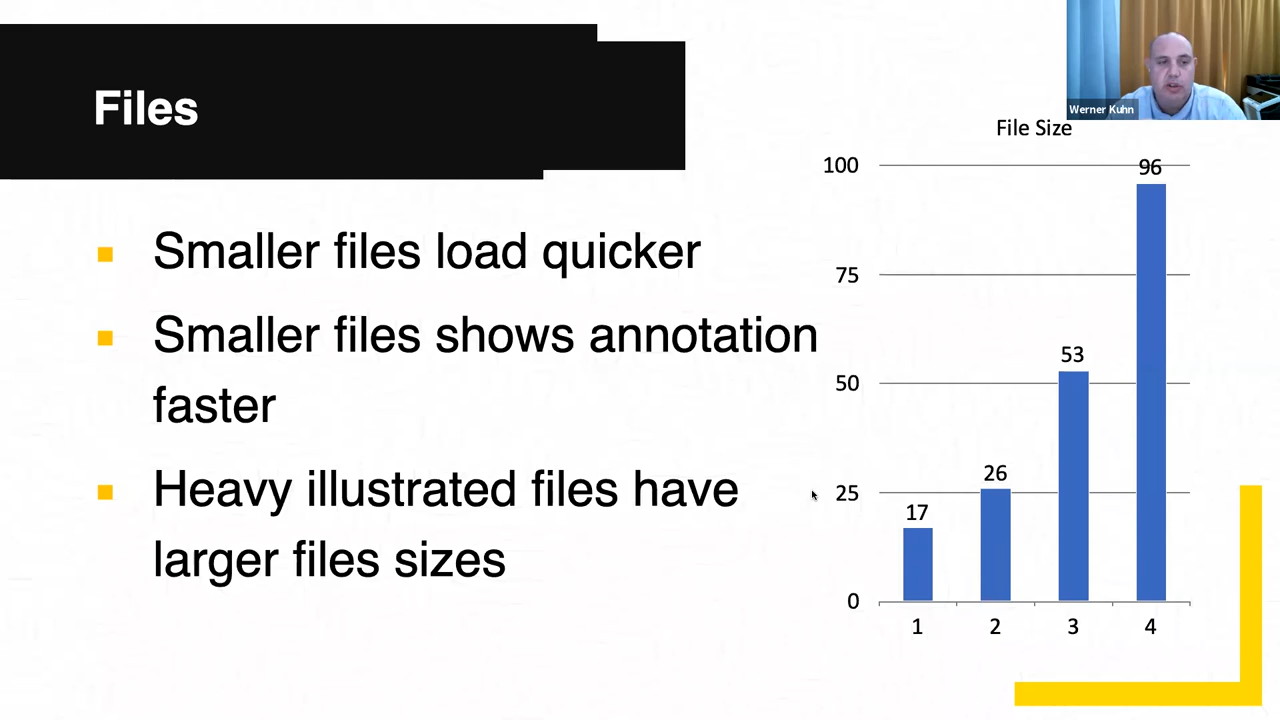 Files
Smaller files load quicker
Smaller files shows annotation
faster
Heavy illustrated files have
larger files sizes
Werner Kuhn
File Size
100
75
50
25
0
17
26
53
96
1
2
3
4